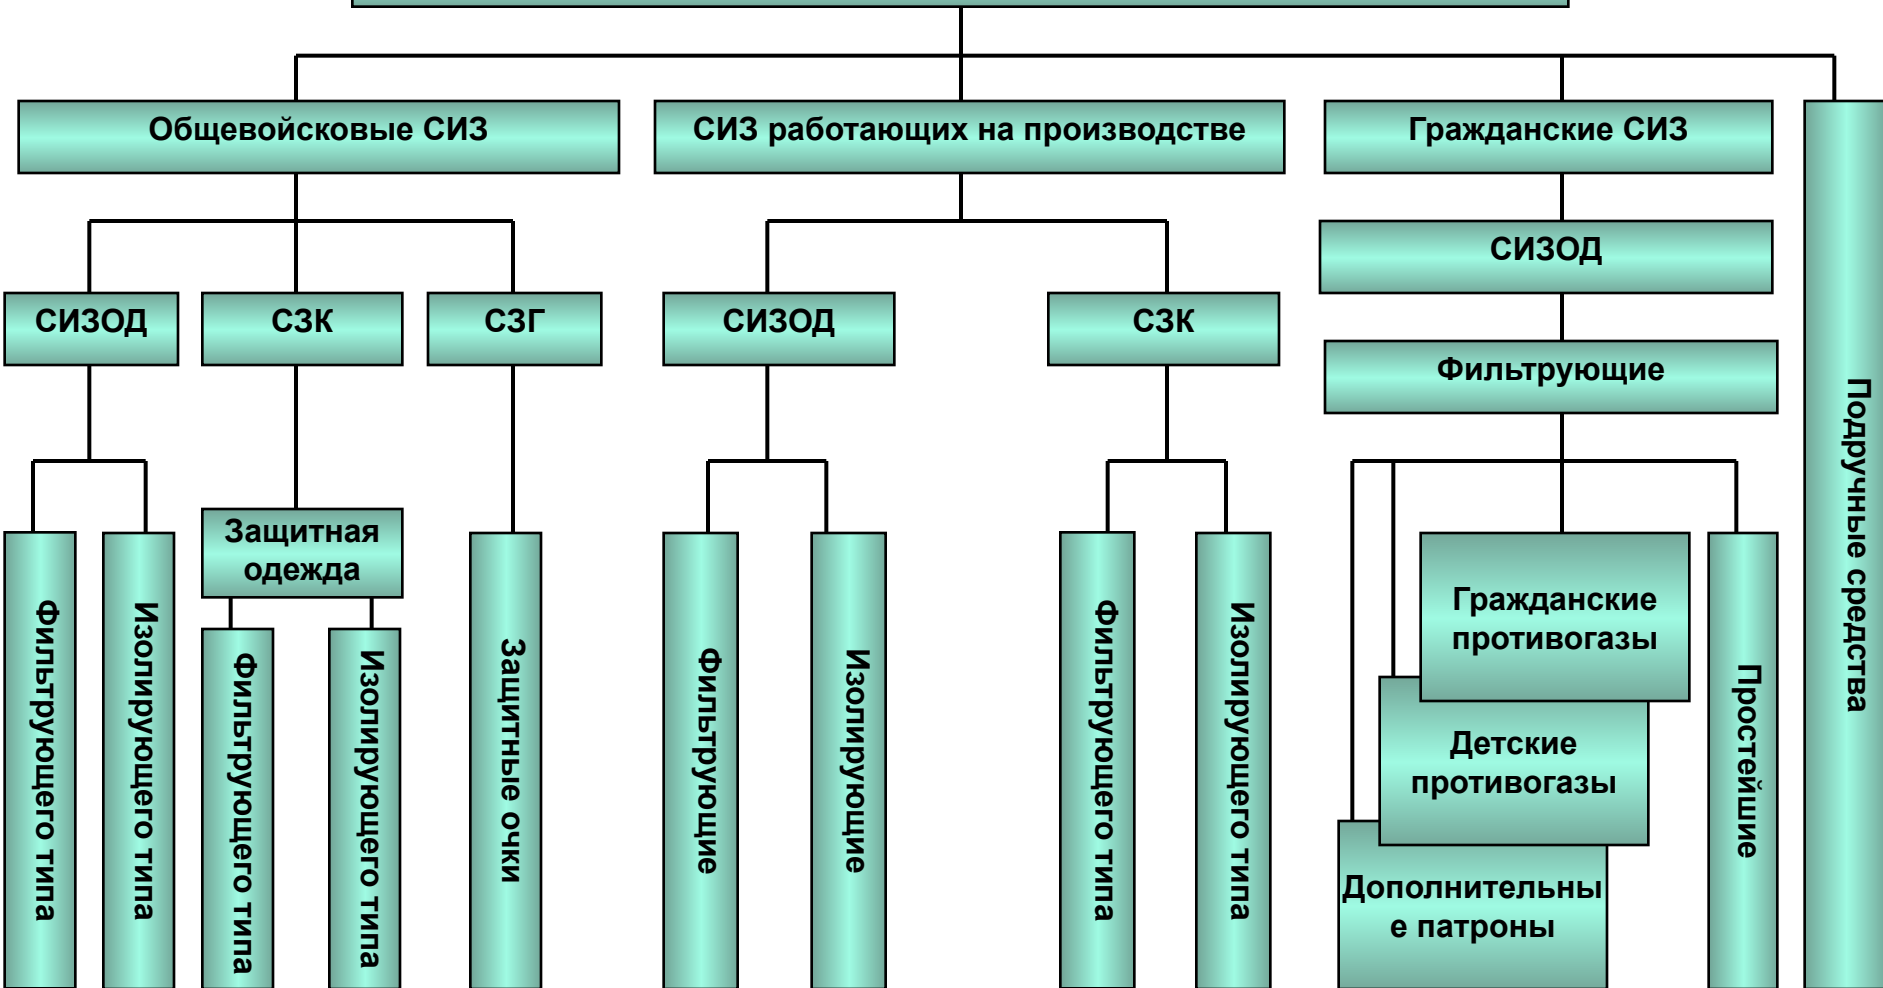 Общевойсковые СИЗ
СИЗ работающих на производстве
Гражданские СИЗ
СИЗОД
СИЗОД
СЗК
СЗГ
СИЗОД
СЗК
Фильтрующие
Подручные средства
Защитная
одежда
Фильтрующего типа
Изолирующего типа
Фильтрующего типа
Изолирующего типа
Защитные очки
Фильтрующие
Изолирующие
Фильтрующего типа
Изолирующего типа
Гражданские
противогазы
Детские
противогазы
Дополнительны
е патроны
Простейшие